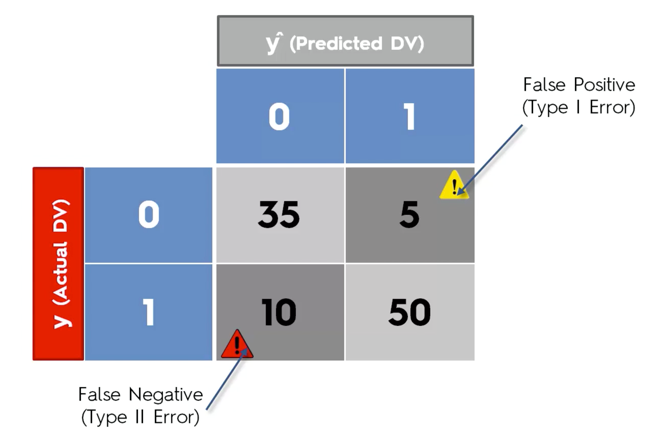 ŷ (Predicted DV)
False Positive
(Type I Error)
0
1
y (Actual DV)
0
35
5
!
1
10
50
!
False Negative
(Type II Error)